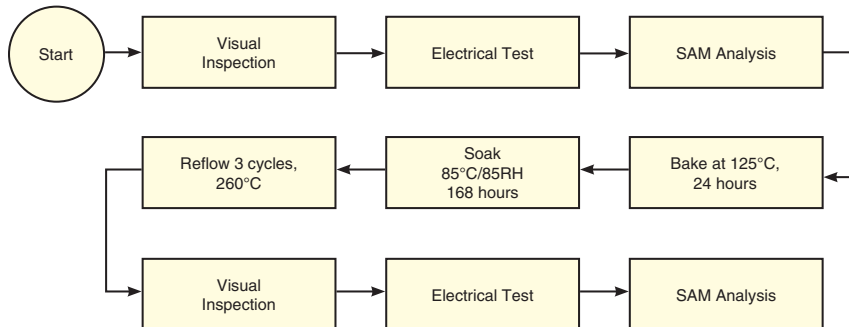 Start
Visual
Inspection
Electrical Test
SAM Analysis
Bake at 125°C,
24 hours
Soak
85°C/85RH
168 hours
Reflow 3 cycles,
260°C
Visual
Inspection
Electrical Test
SAM Analysis